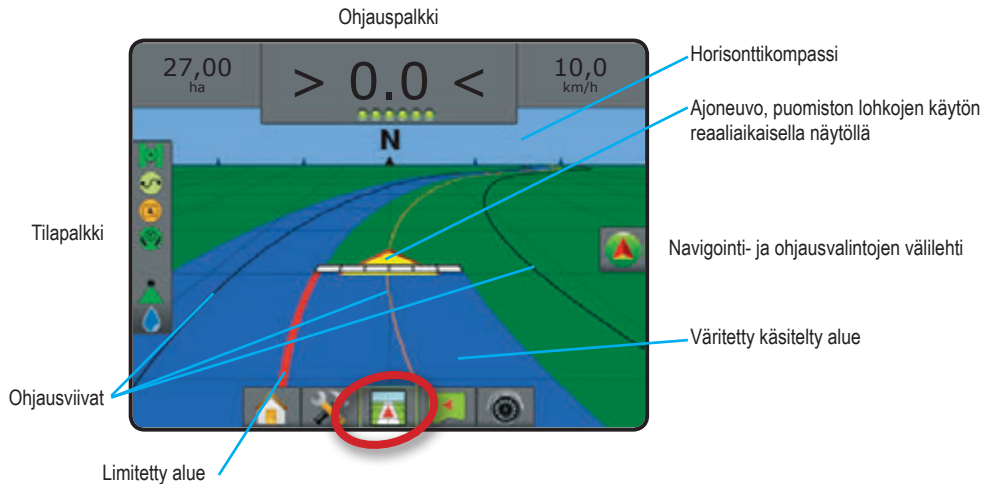 Ohjauspalkki
27,00
ha
> 0.0 <
10,0
km/h
N
Horisonttikompassi
Ajoneuvo, puomiston lohkojen käytön
reaaliaikaisella näytöllä
Tilapalkki
Navigointi- ja ohjausvalintojen välilehti
Väritetty käsitelty alue
Ohjausviivat
Limitetty alue